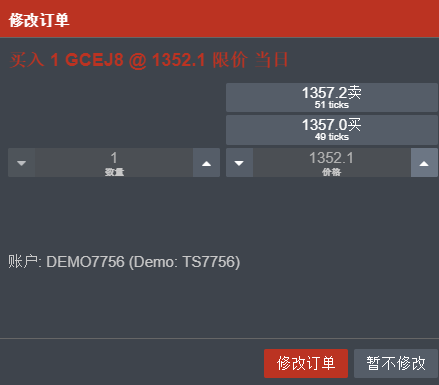 修改订单
买入 1 GCEJ8 @ 1352.1 限价 当日
1357.2卖
51 ticks
1357.0买
49 ticks
1
数量
1352.1
价格
账户: DEMO7756 (Demo: TS7756)
修改订单
暂不修改